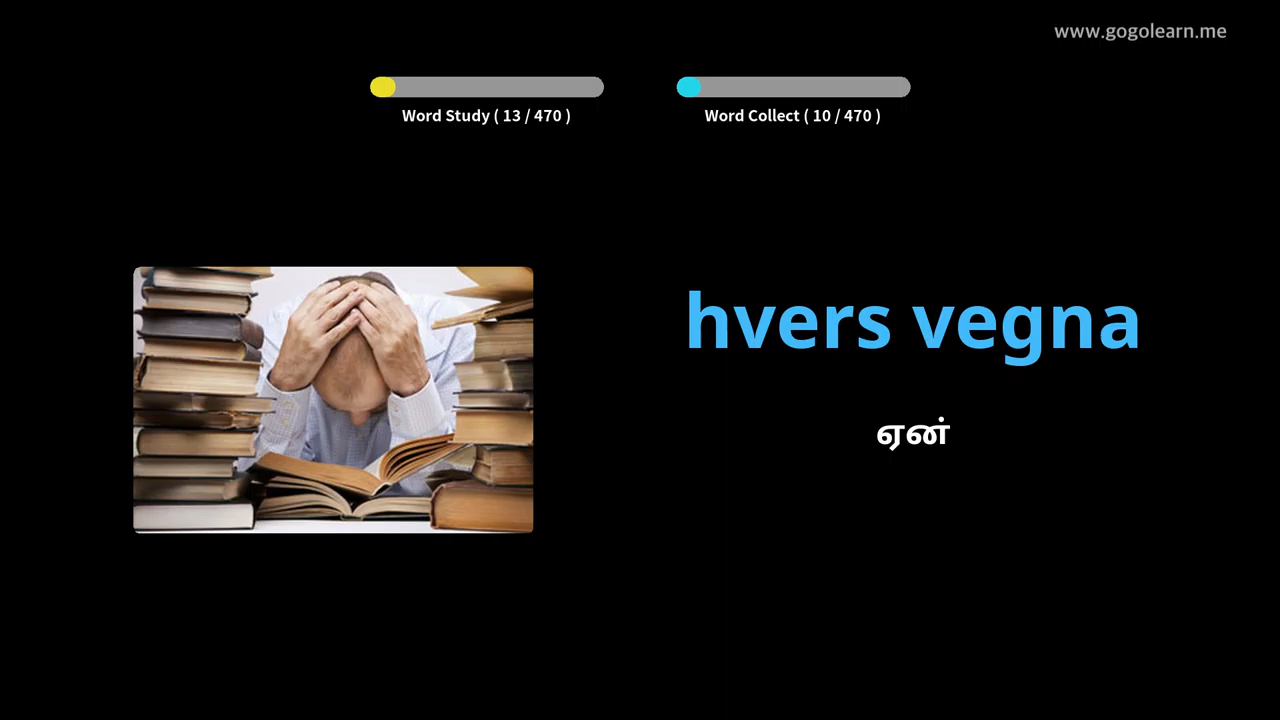 www.gogolearn.me
Word Study ( 13 / 470 )
Word Collect ( 10 / 470 )
hvers vegna
ஏன்